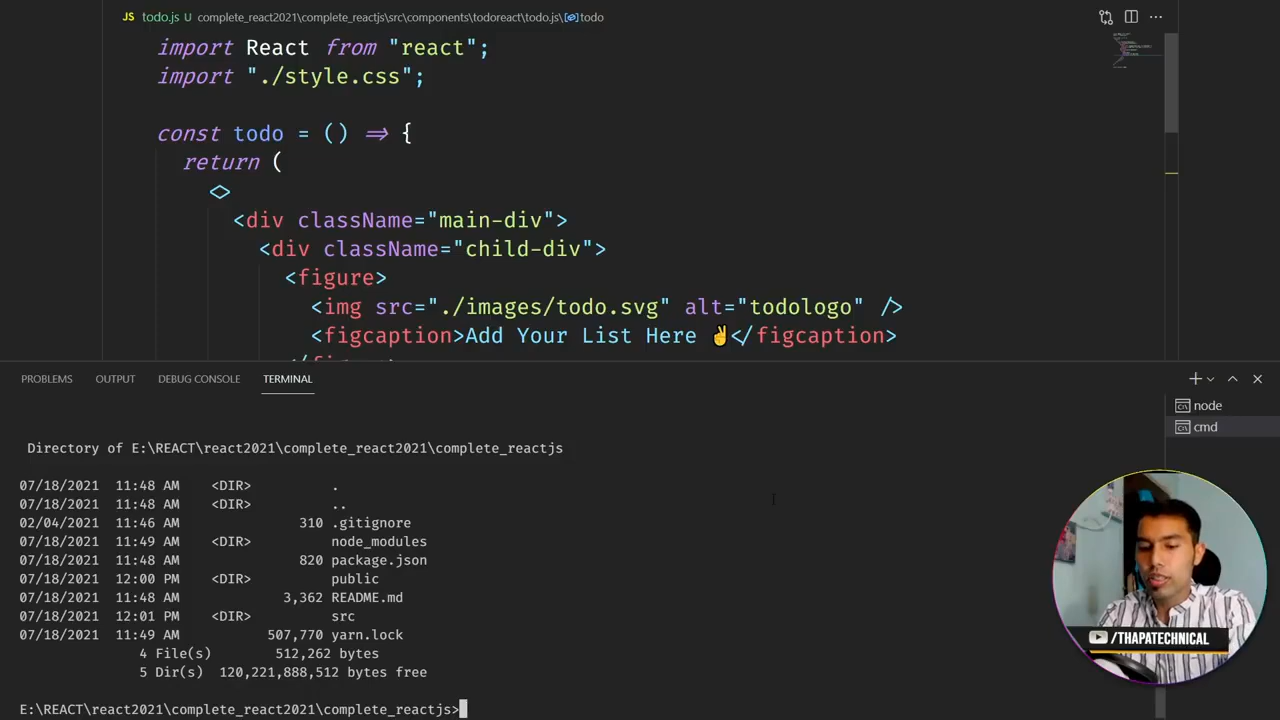 JS todo.js U complete_react2021\complete_reactjs\src\components\todoreact\todo.js\todo
import React from "react";
import "./style.css";
const todo = () => {
return (
<>
<div className="main-div">
<div className="child-div">
<figure>
<img src="./images/todo.svg" alt="todologo" />
<figcaption>Add Your List Here ✌</figcaption>
</figure>
PROBLEMS OUTPUT DEBUG CONSOLE TERMINAL
node
cmd
Directory of E:\REACT\react2021\complete_react2021\complete_reactjs
07/18/2021 11:48 AM <DIR> .
07/18/2021 11:48 AM <DIR> ..
02/04/2021 11:46 AM 310 .gitignore
07/18/2021 11:49 AM <DIR> node_modules
07/18/2021 11:48 AM 820 package.json
07/18/2021 12:00 PM <DIR> public
07/18/2021 11:48 AM 3,362 README.md
07/18/2021 12:01 PM <DIR> src
07/18/2021 11:49 AM 507,770 yarn.lock
4 File(s) 512,262 bytes
5 Dir(s) 120,221,888,512 bytes free
E:\REACT\react2021\complete_react2021\complete_reactjs>
/THAPATECHNICAL